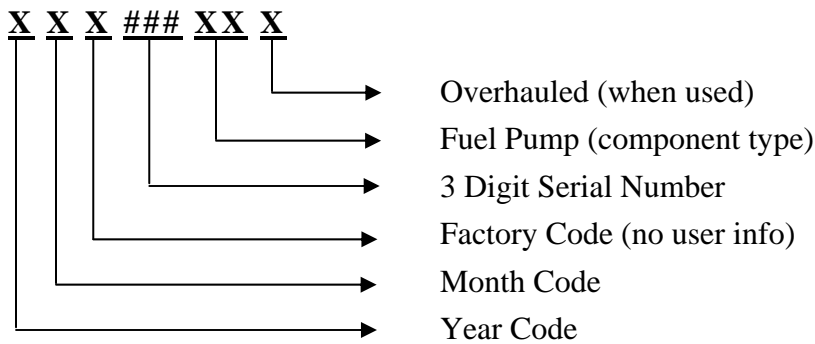 X X X ### XX X
Overhauled (when used)
Fuel Pump (component type)
3 Digit Serial Number
Factory Code (no user info)
Month Code
Year Code